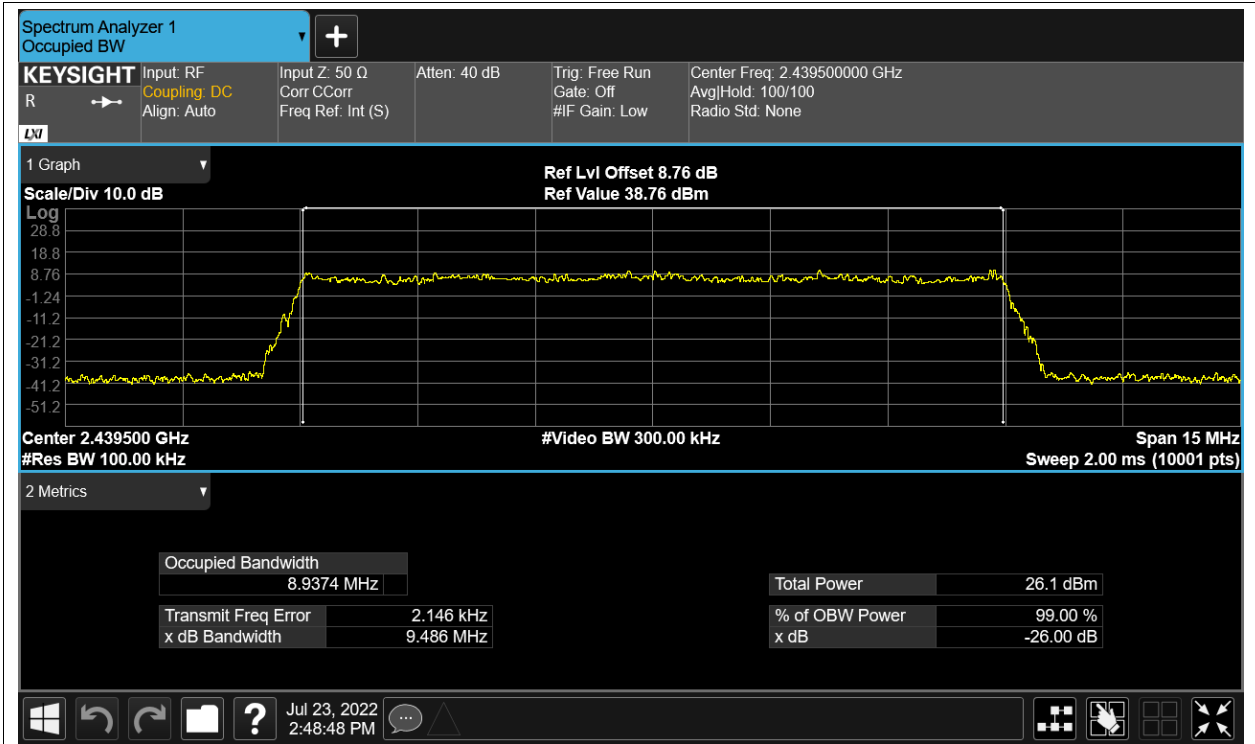 Spectrum Analyzer 1
Occupied BW
KEYSIGHT
R
LXI
Input: RF
Coupling: DC
Align: Auto
Input Z: 50 Ω
Corr CCorr
Freq Ref: Int (S)
Atten: 40 dB
Trig: Free Run
Gate: Off
#IF Gain: Low
Center Freq: 2.439500000 GHz
Avg|Hold: 100/100
Radio Std: None
1 Graph
Scale/Div 10.0 dB
Ref Lvl Offset 8.76 dB
Ref Value 38.76 dBm
Log
28.8
18.8
8.76
-1.24
-11.2
-21.2
-31.2
-41.2
-51.2
Center 2.439500 GHz
#Res BW 100.00 kHz
#Video BW 300.00 kHz
Span 15 MHz
Sweep 2.00 ms (10001 pts)
2 Metrics
Occupied Bandwidth
8.9374 MHz
Transmit Freq Error 2.146 kHz
x dB Bandwidth 9.486 MHz
Total Power 26.1 dBm
% of OBW Power 99.00 %
x dB -26.00 dB
?
Jul 23, 2022
2:48:48 PM